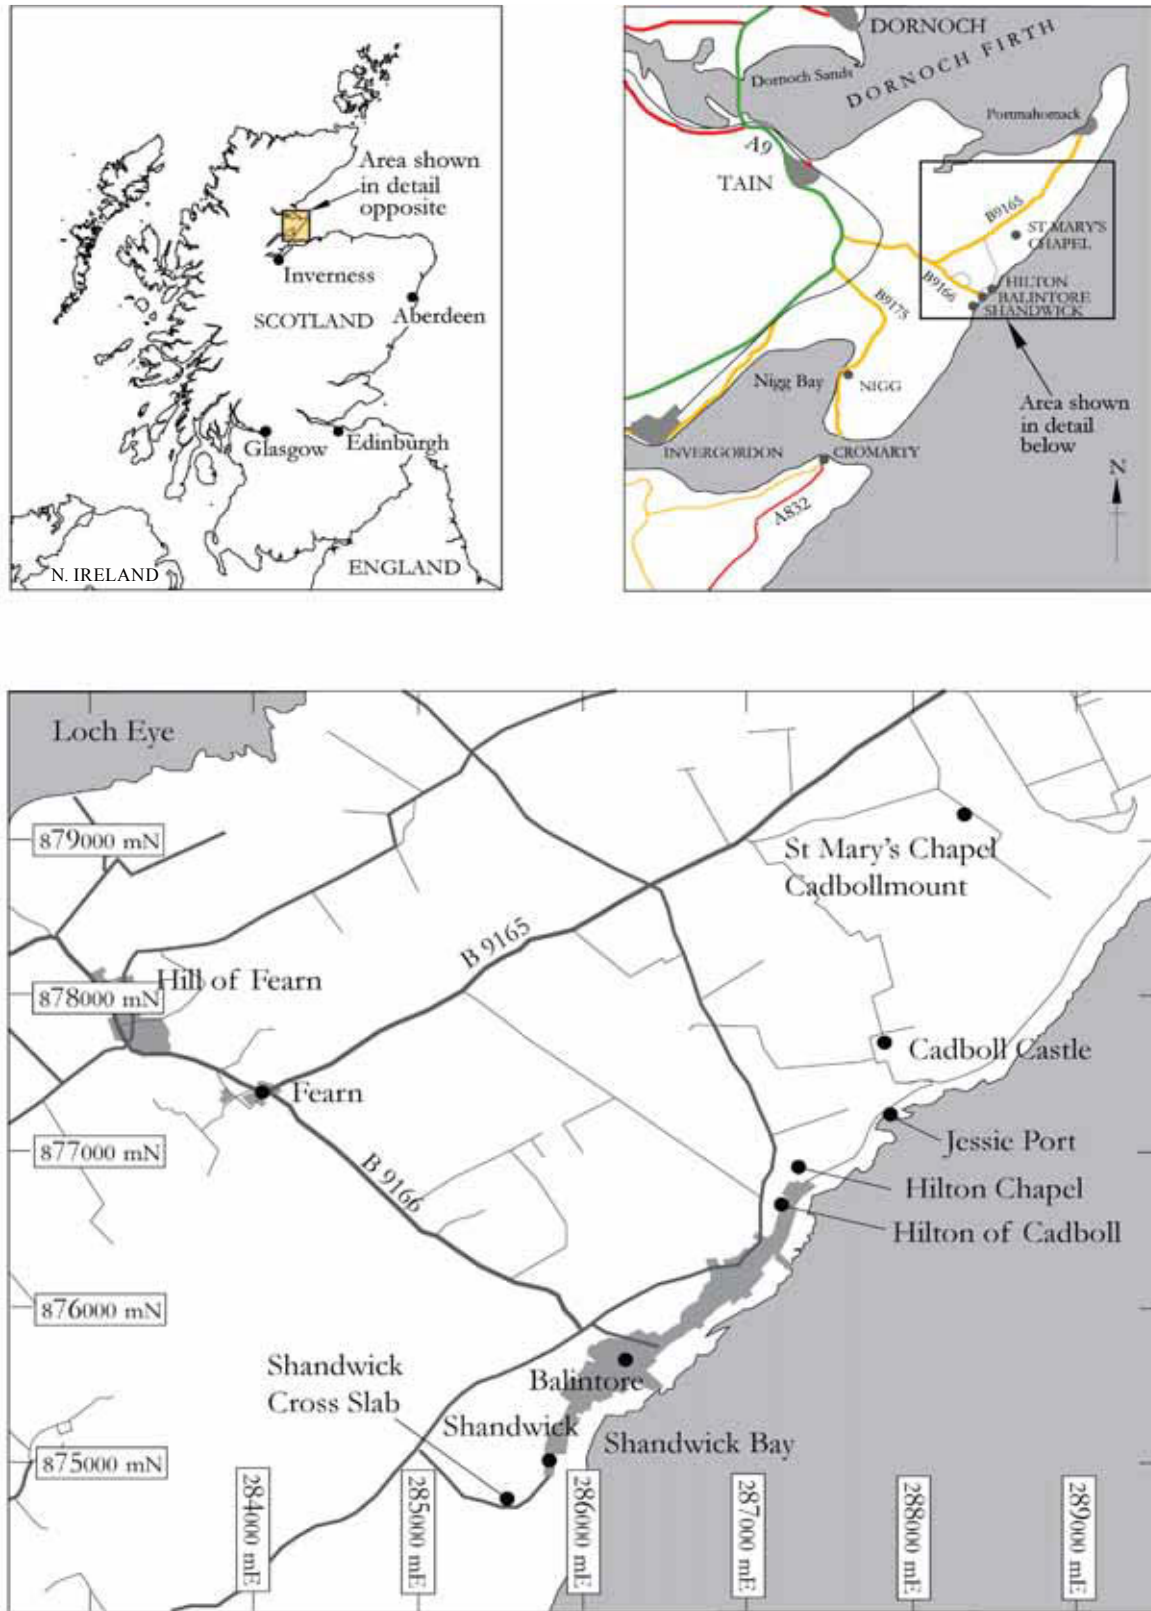 Area shown
in detail
opposite
Inverness
SCOTLAND
Aberdeen
Glasgow
Edinburgh
N. IRELAND
ENGLAND
DORNOCH
Dornoch Sands
DORNOCH FIRTH
Portmahomack
A9
TAIN
B9165
ST MARY'S
CHAPEL
B9166
HILTON
BALINTORE
SHANDWICK
B9175
Nigg Bay
NIGG
Area shown
in detail
below
INVERGORDON
CROMARTY
A832
N
Loch Eye
879000 mN
St Mary's Chapel
Cadbollmount
B 9165
Hill of Fearn
878000 mN
Cadboll Castle
Fearn
Jessie Port
877000 mN
Hilton Chapel
B 9166
Hilton of Cadboll
876000 mN
Shandwick
Cross Slab
Balintore
Shandwick
Shandwick Bay
875000 mN
284000 mE
285000 mE
286000 mE
287000 mE
288000 mE
289000 mE